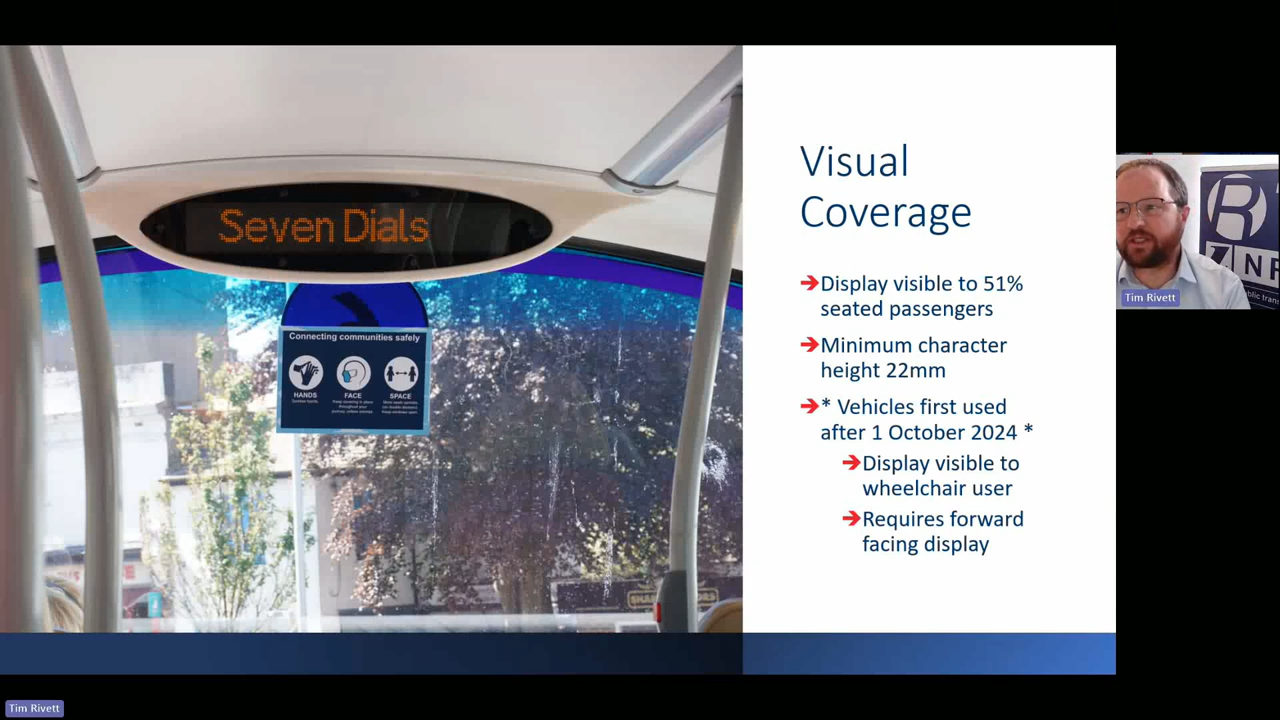 Seven Dials
Connecting communities safely
HANDS
FACE
SPACE
Visual
Coverage
Display visible to 51%
seated passengers
Minimum character
height 22mm
* Vehicles first used
after 1 October 2024 *
Display visible to
wheelchair user
Requires forward
facing display
Tim Rivett
Tim Rivett